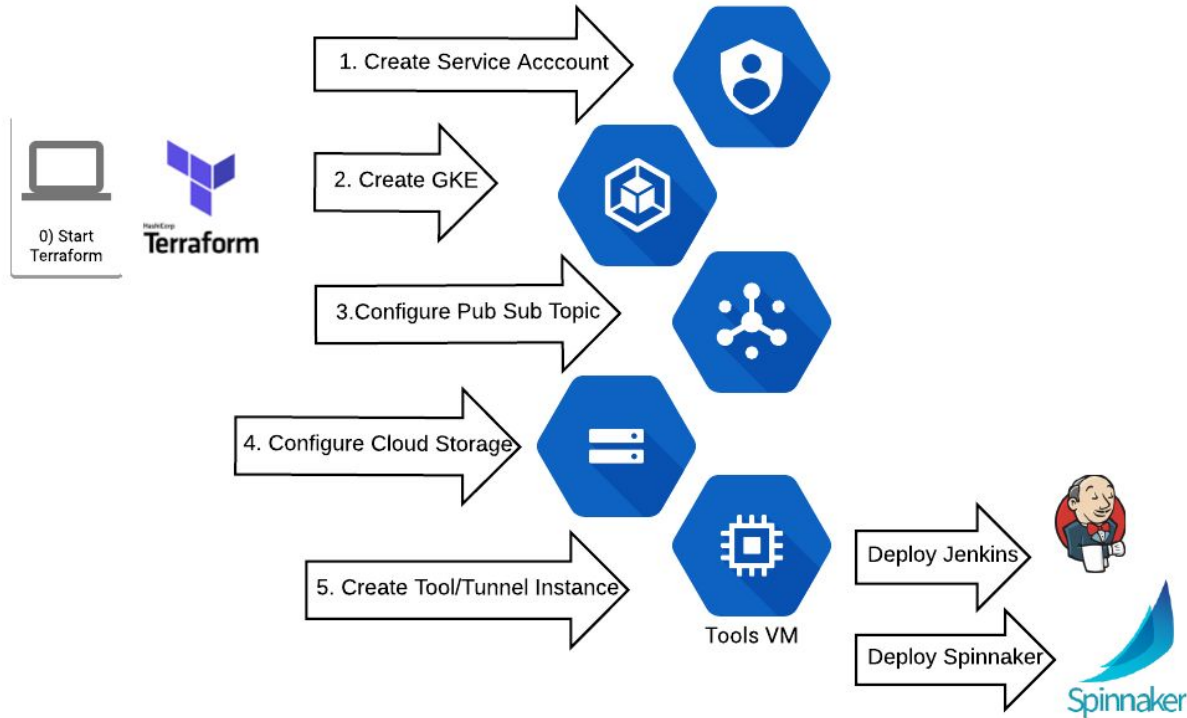 1. Create Service Acccount
2. Create GKE
0) Start
Terraform
HashiCorp
Terraform
3.Configure Pub Sub Topic
4. Configure Cloud Storage
5. Create Tool/Tunnel Instance
Tools VM
Deploy Jenkins
Deploy Spinnaker
Spinnaker